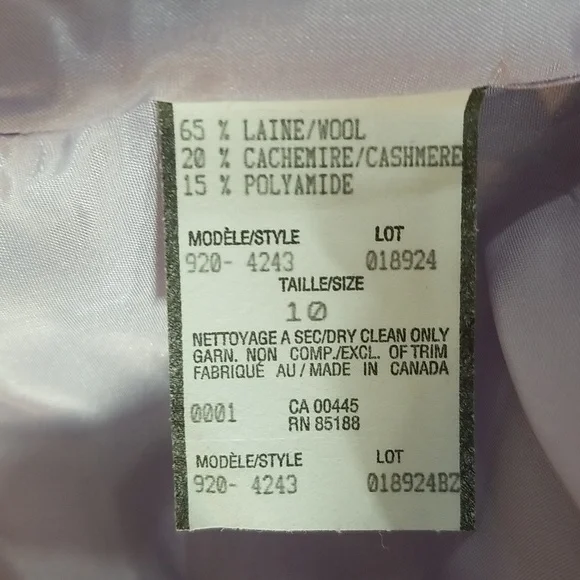 65 % LAINE/WOOL
20 % CACHEMIRE/CASHMERE
15 % POLYAMIDE
MODÈLE/STYLE LOT
920- 4243 018924
TAILLE/SIZE
10
NETTOYAGE A SEC/DRY CLEAN ONLY
GARN. NON COMP./EXCL. OF TRIM
FABRIQUÉ AU / MADE IN CANADA
0001 CA 00445
RN 85188
MODÈLE/STYLE LOT
920- 4243 018924BZ